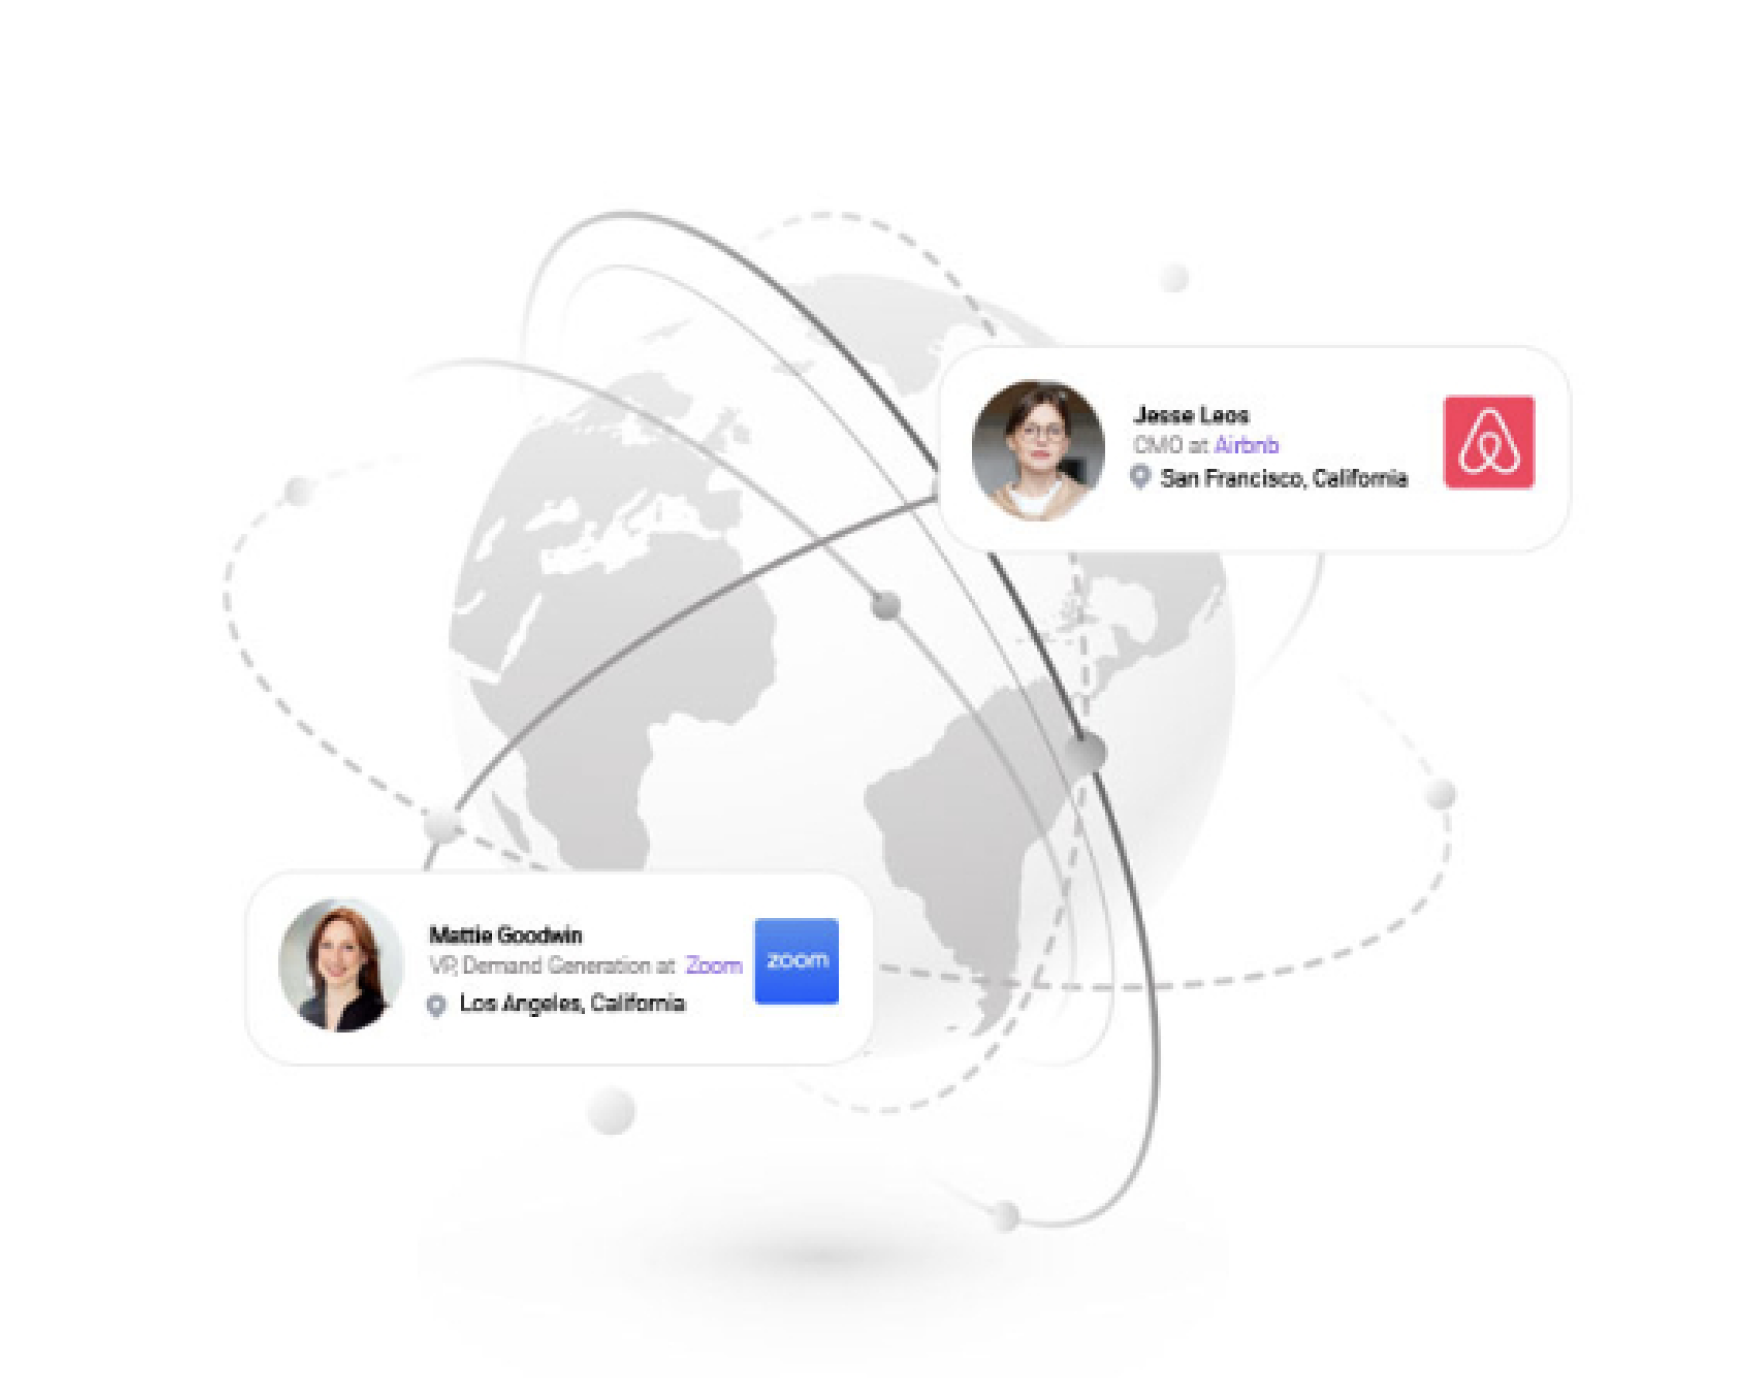 Jesse Leos
CMO at Airbnb
San Francisco, California
Mattie Goodwin
VP, Demand Generation at Zoom
zoom
Los Angeles, California